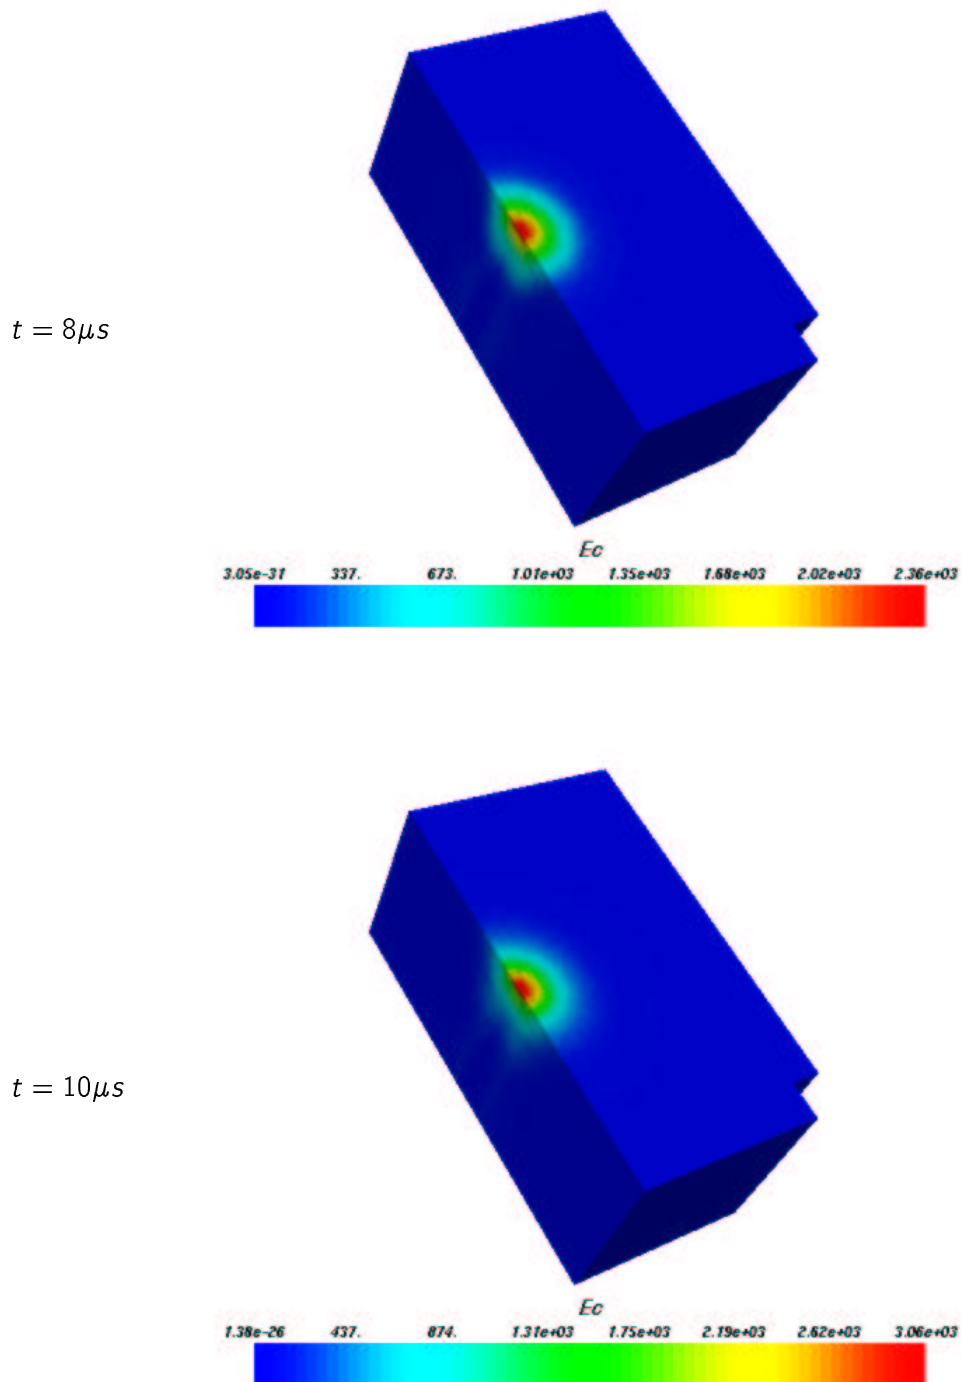 t = 8μs
Ec
3.05e-31 337. 673. 1.01e+03 1.35e+03 1.68e+03 2.02e+03 2.36e+03
t = 10μs
Ec
1.38e-26 437. 874. 1.31e+03 1.75e+03 2.19e+03 2.62e+03 3.06e+03